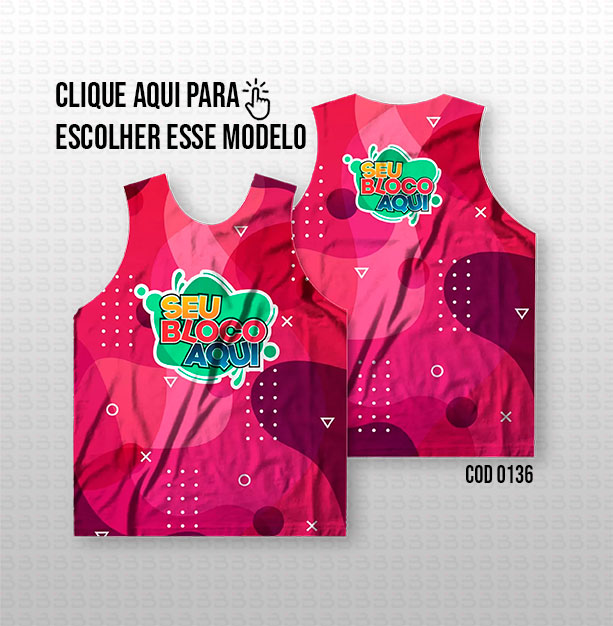 CLIQUE AQUI PARA
ESCOLHER ESSE MODELO
SEU
BLOCO
AQUI
SEU
BLOCO
AQUI
COD 0136